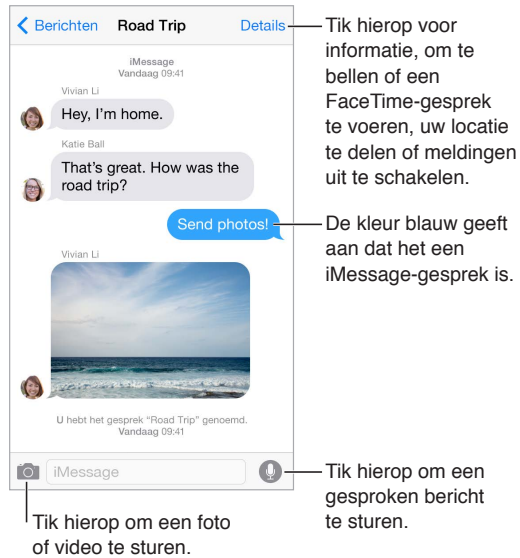 Berichten Road Trip Details
iMessage
Vandaag 09:41
Vivian Li
Hey, I'm home.
Katie Ball
That's great. How was the
road trip?
Send photos!
Vivian Li
U hebt het gesprek “Road Trip” genoemd.
Vandaag 09:41
iMessage
Tik hierop voor
informatie, om te
bellen of een
FaceTime-gesprek
te voeren, uw locatie
te delen of meldingen
uit te schakelen.
De kleur blauw geeft
aan dat het een
iMessage-gesprek is.
Tik hierop om een
gesproken bericht
te sturen.
Tik hierop om een foto
of video te sturen.